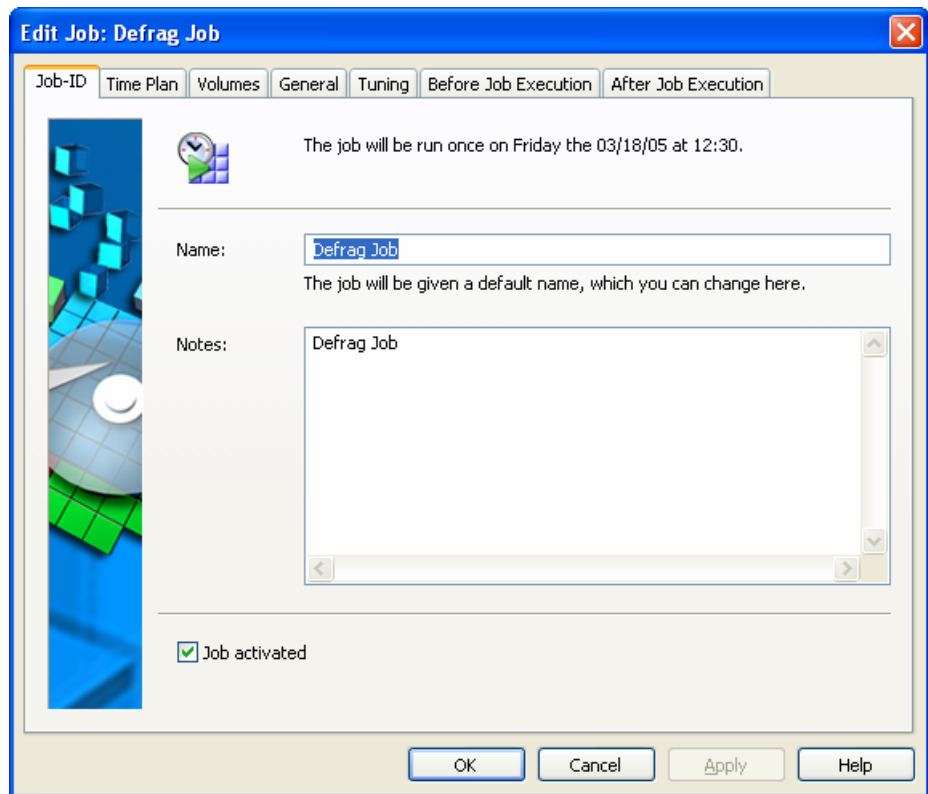 Edit Job: Defrag Job
Job-ID Time Plan Volumes General Tuning Before Job Execution After Job Execution
The job will be run once on Friday the 03/18/05 at 12:30.
Name: Defrag Job
The job will be given a default name, which you can change here.
Notes: Defrag Job
Job activated
OK Cancel Apply Help